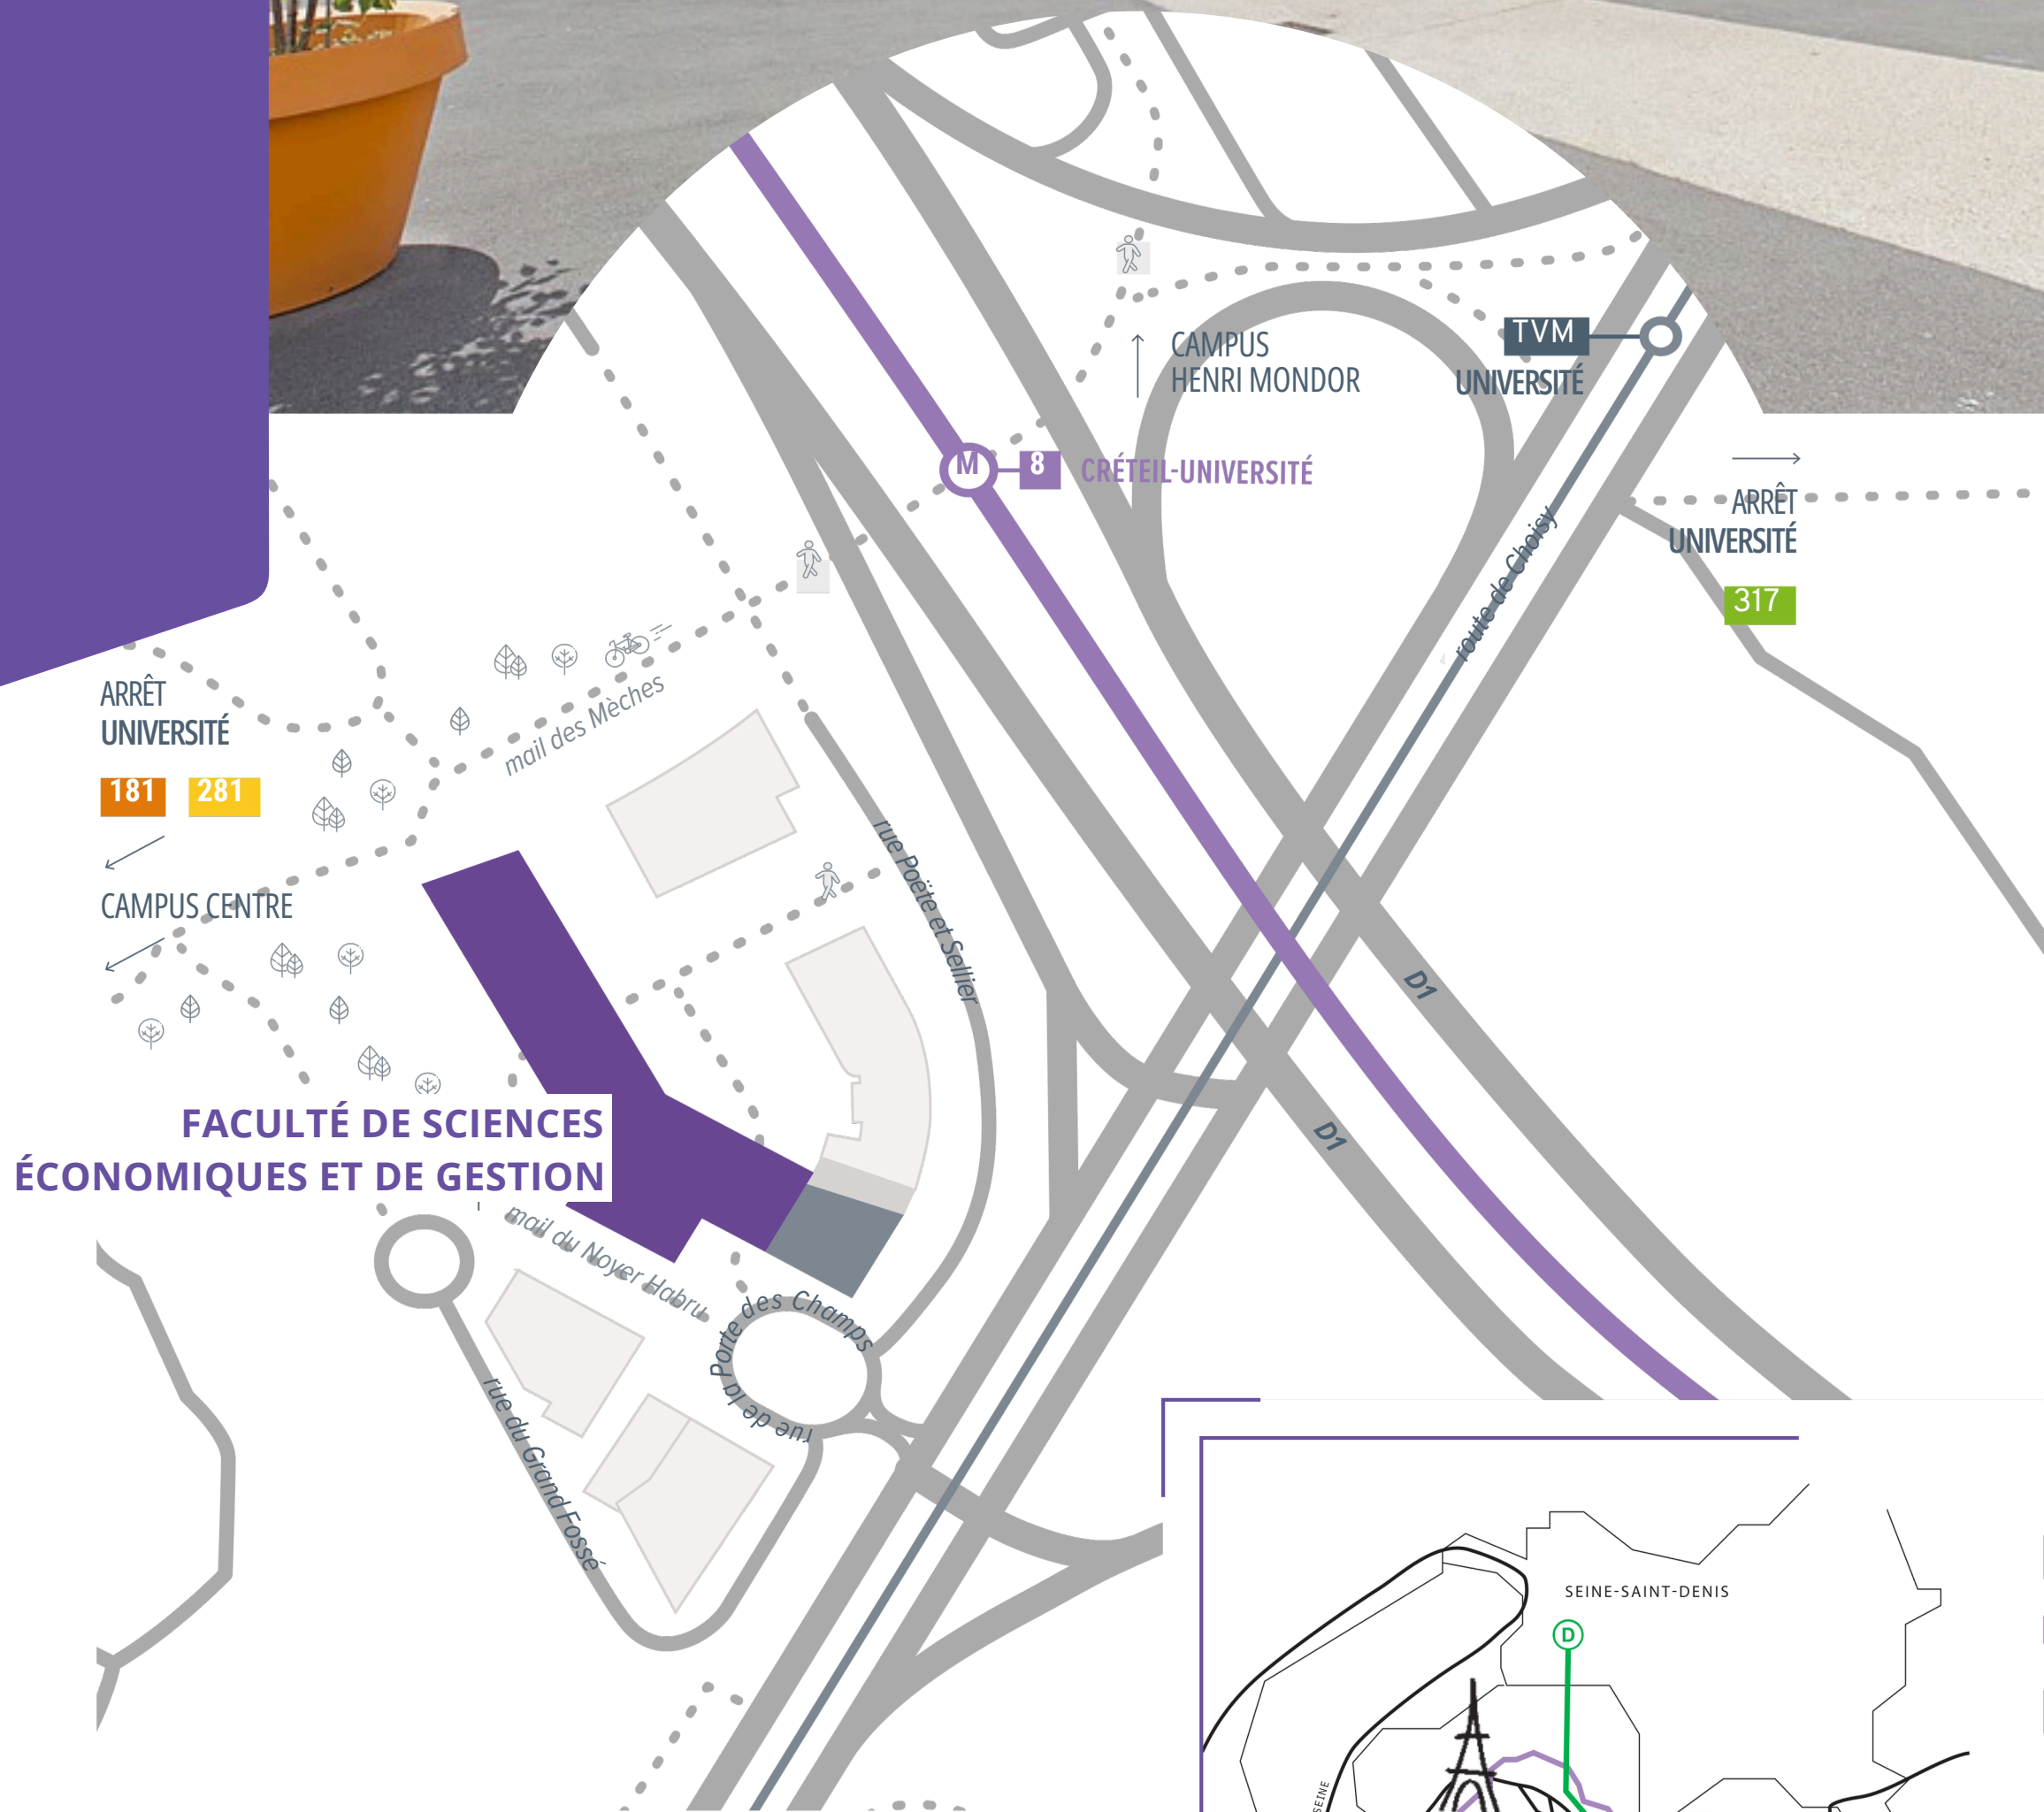 CAMPUS
HENRI MONDOR
TVM
UNIVERSITÉ
M
8
CRÉTEIL-UNIVERSITÉ
ARRÊT
UNIVERSITÉ
317
route de Choisy
ARRÊT
UNIVERSITÉ
181
281
CAMPUS CENTRE
mail des Mèches
rue Poëte et Sellier
D1
D1
FACULTÉ DE SCIENCES
ÉCONOMIQUES ET DE GESTION
mail du Noyer Habru
rue de la Porte des Champs
rue du Grand Fossé
SEINE-SAINT-DENIS
D
SEINE